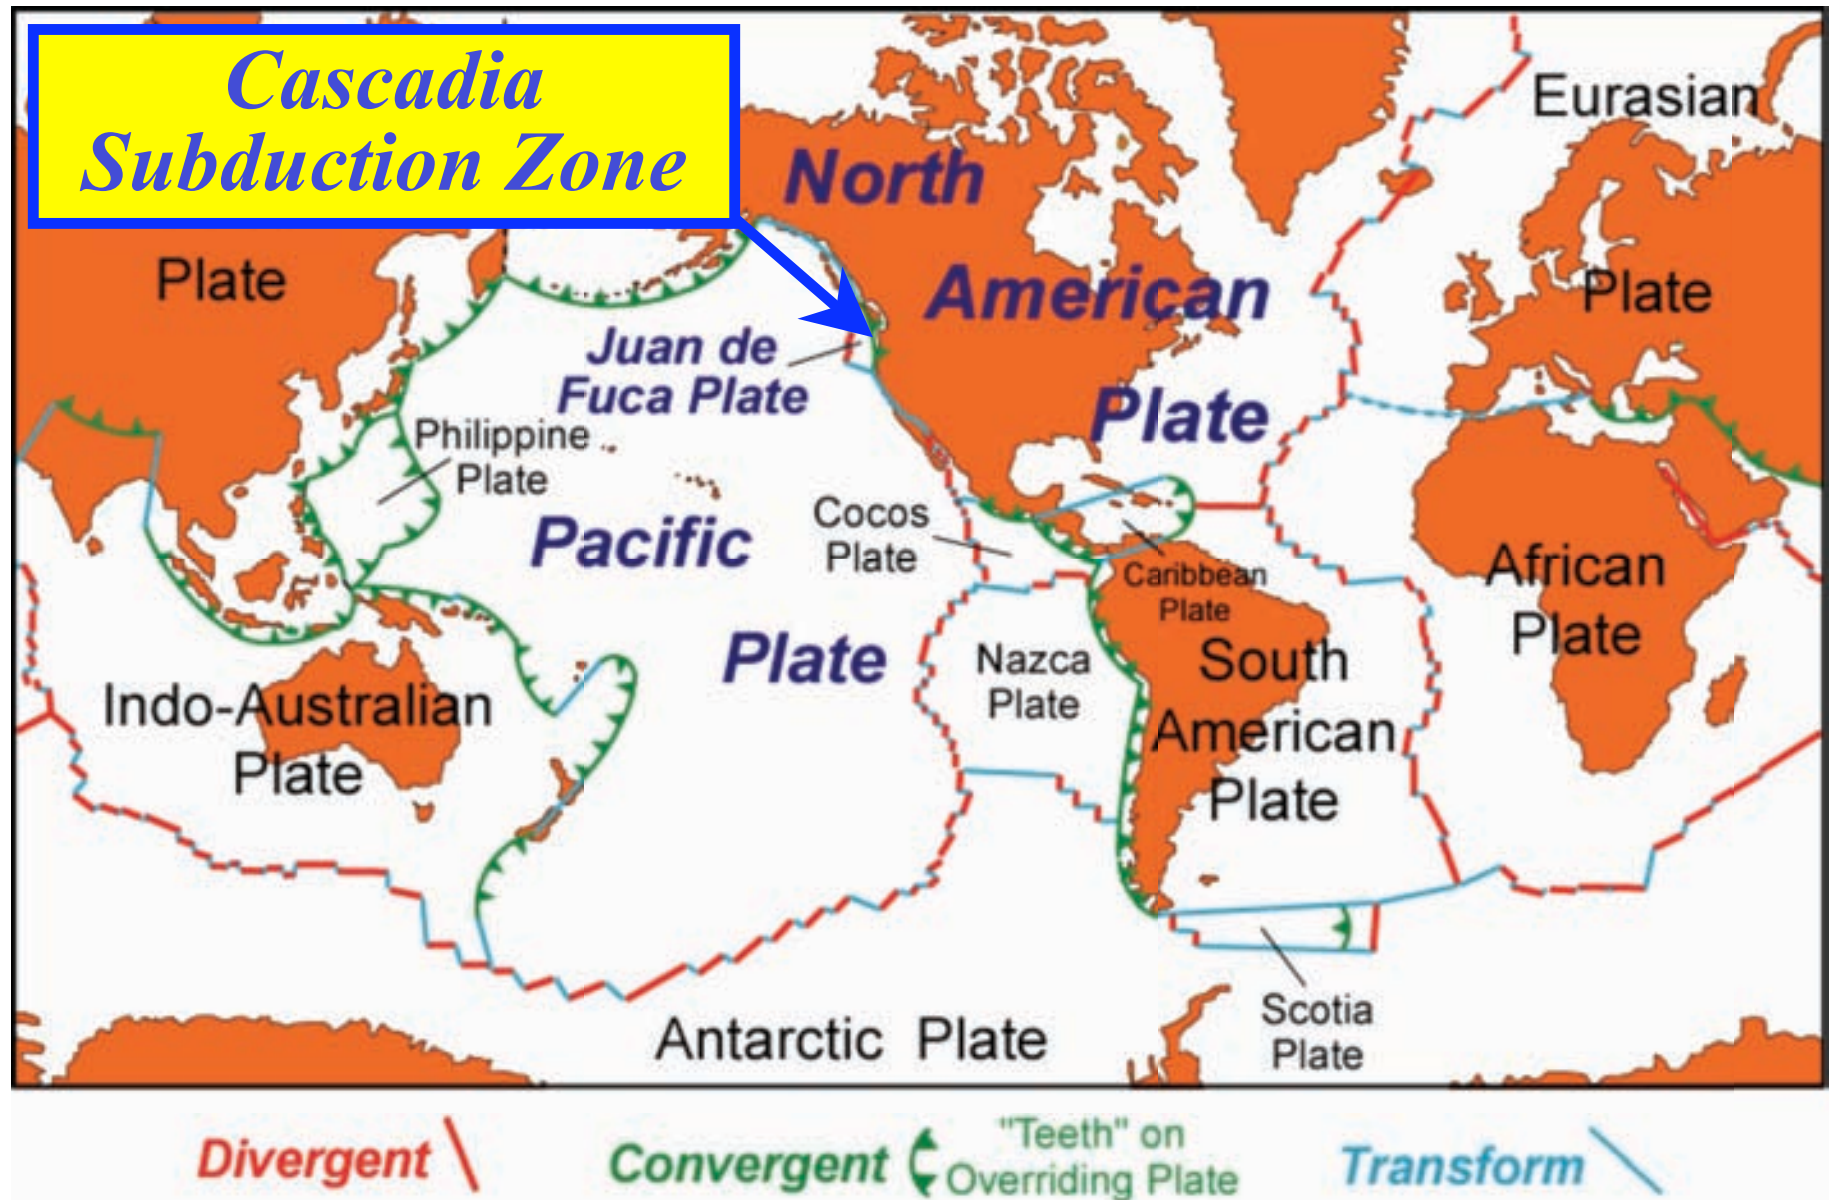 Cascadia
Subduction Zone
Eurasian
North
Plate
American
Plate
Juan de
Fuca Plate
Plate
Philippine
Plate
Pacific
Cocos
Plate
Caribbean
Plate
African
Plate
Plate
Nazca
Plate
South
American
Plate
Indo-Australian
Plate
Scotia
Plate
Antarctic Plate
Divergent
Convergent
"Teeth" on
Overriding Plate
Transform